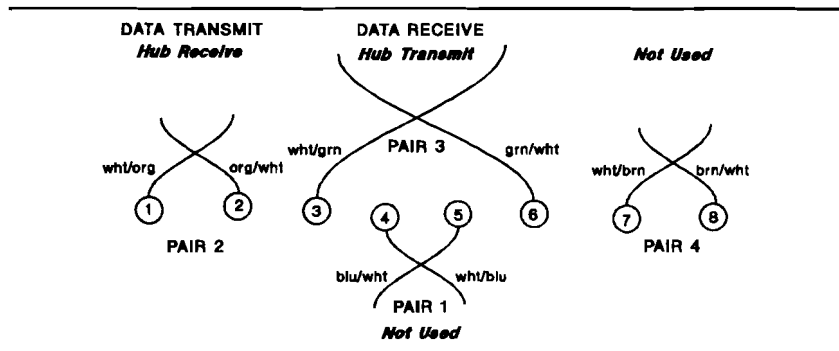 DATA TRANSMIT DATA RECEIVE
Hub Receive Hub Transmit Not Used
wht/org org/wht wht/grn PAIR 3 grn/wht wht/brn brn/wht
1 2 3 4 5 6 7 8
PAIR 2 PAIR 4
blu/wht wht/blu
PAIR 1
Not Used